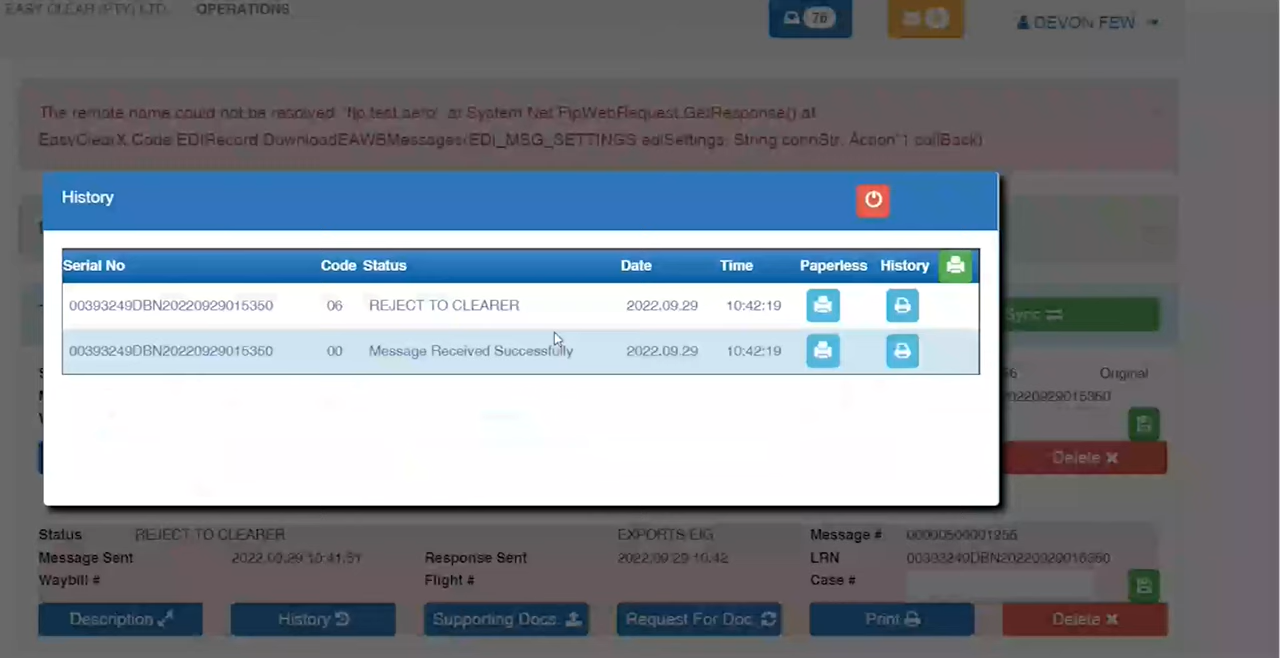 EASY CLEAR (PTY) LTD. OPERATIONS
76
DEVON FEW
The remote name could not be resolved: 'ftp.test.aero' at System.Net.FtpWebRequest.GetResponse() at
EasyClearX.Code.EDIRecord.DownloadEAWBMessages(EDI_MSG_SETTINGS ediSettings, String connStr, Action`1 callBack)
History
Serial No Code Status Date Time Paperless History
00393249DBN20220929015350 06 REJECT TO CLEARER 2022.09.29 10:42:19
00393249DBN20220929015350 00 Message Received Successfully 2022.09.29 10:42:19
Sync
Original
Delete
Status REJECT TO CLEARER EXPORTS EIG Message #
Message Sent 2022.09.29 10:41:51 Response Sent 2022.09.29 10:42 LRN 00393249DBN20220929015350
Waybill # Flight # Case #
Description History Supporting Docs. Request For Doc. Print Delete